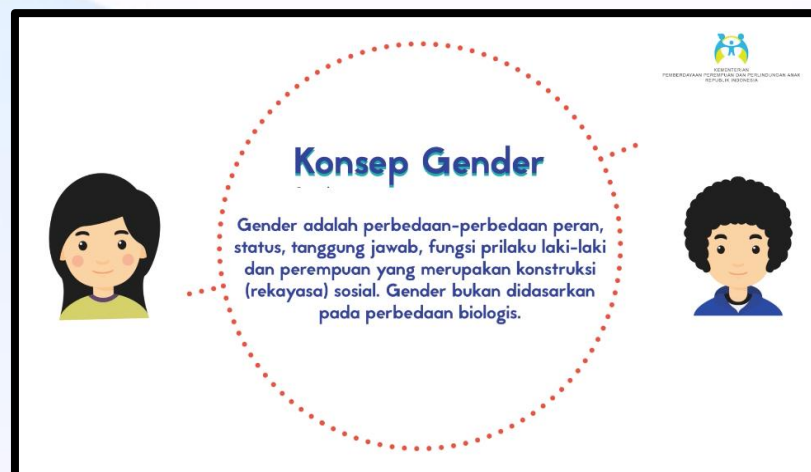 KEMENTERIAN
PEMBERDAYAAN PEREMPUAN DAN PERLINDUNGAN ANAK
REPUBLIK INDONESIA
Konsep Gender
Gender adalah perbedaan-perbedaan peran,
status, tanggung jawab, fungsi prilaku laki-laki
dan perempuan yang merupakan konstruksi
(rekayasa) sosial. Gender bukan didasarkan
pada perbedaan biologis.